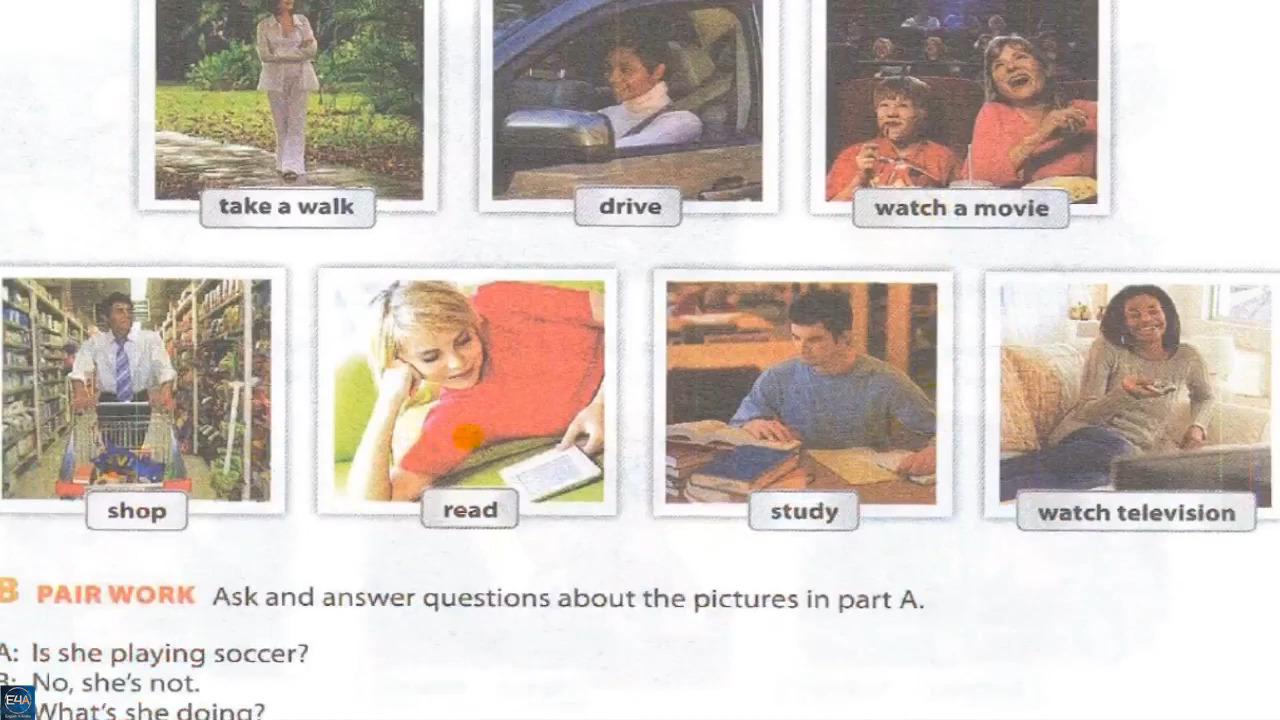 take a walk
drive
watch a movie
shop
read
study
watch television
B PAIR WORK Ask and answer questions about the pictures in part A.
A: Is she playing soccer?
B: No, she's not.
What's she doing?
E4A